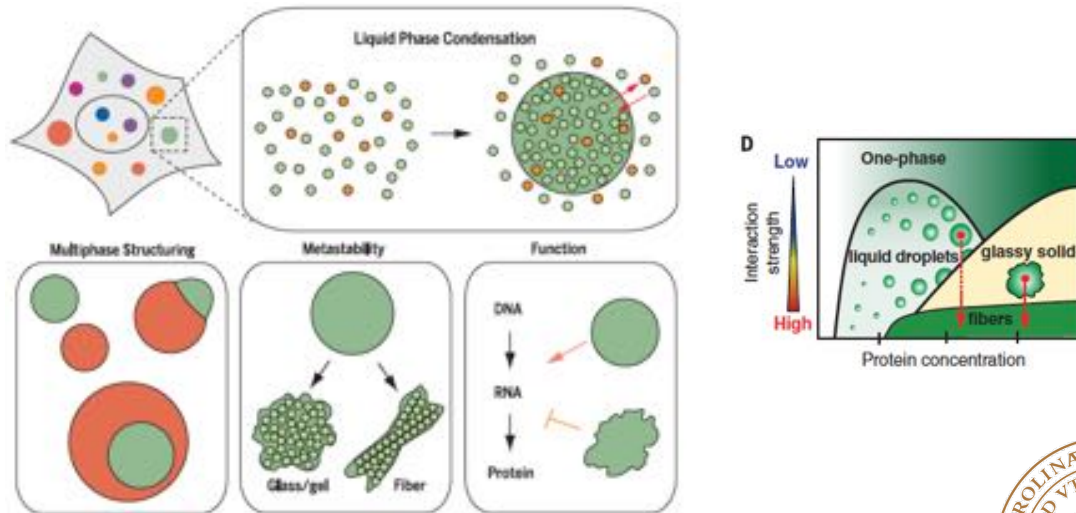 Liquid Phase Condensation
Multiphase Structuring
Metastability
Glass/gel
Fiber
Function
DNA
RNA
Protein
D
Low
High
Interaction
strength
One-phase
liquid droplets
glassy solid
fibers
Protein concentration
ROLINA
D V